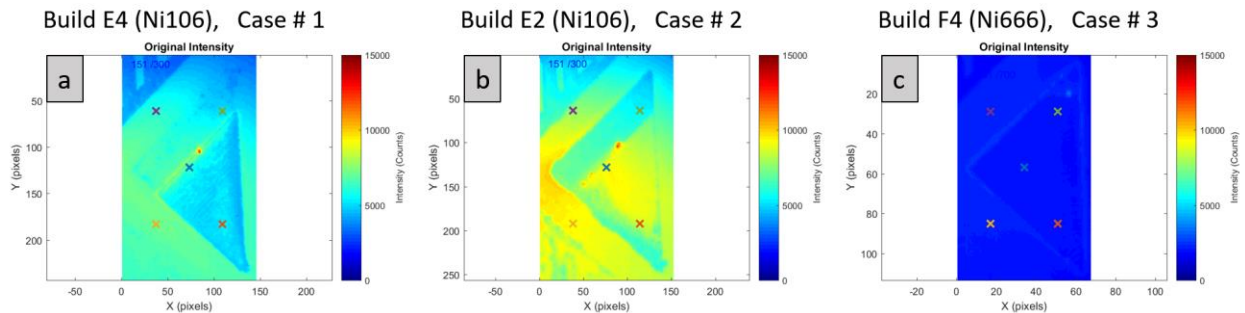 Build E4 (Ni106), Case # 1
Build E2 (Ni106), Case # 2
Build F4 (Ni666), Case # 3
a
Original Intensity
151 /300
50
100
150
200
Y (pixels)
-50
0
50
100
150
200
X (pixels)
15000
10000
5000
0
Intensity (Counts)
b
Original Intensity
151 /300
50
100
150
200
250
Y (pixels)
-50
0
50
100
150
200
X (pixels)
15000
10000
5000
0
Intensity (Counts)
c
Original Intensity
20
40
60
80
100
Y (pixels)
-20
0
20
40
60
80
100
X (pixels)
15000
10000
5000
0
Intensity (Counts)